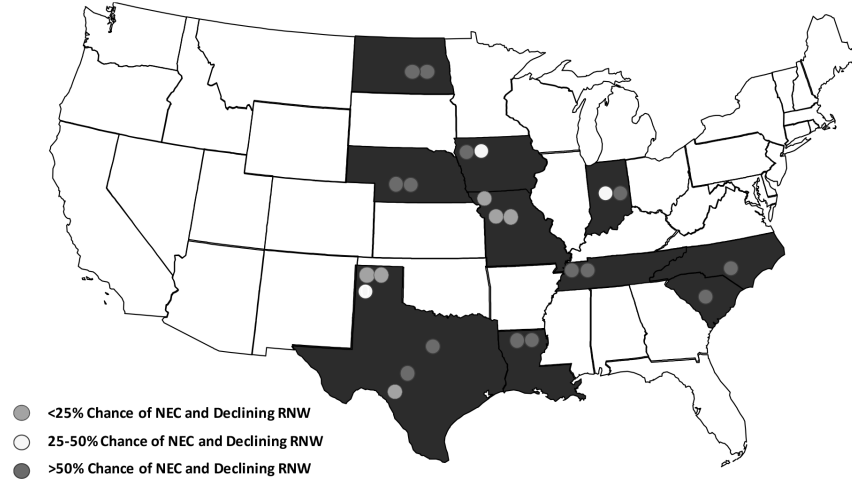 <25% Chance of NEC and Declining RNW
25-50% Chance of NEC and Declining RNW
>50% Chance of NEC and Declining RNW